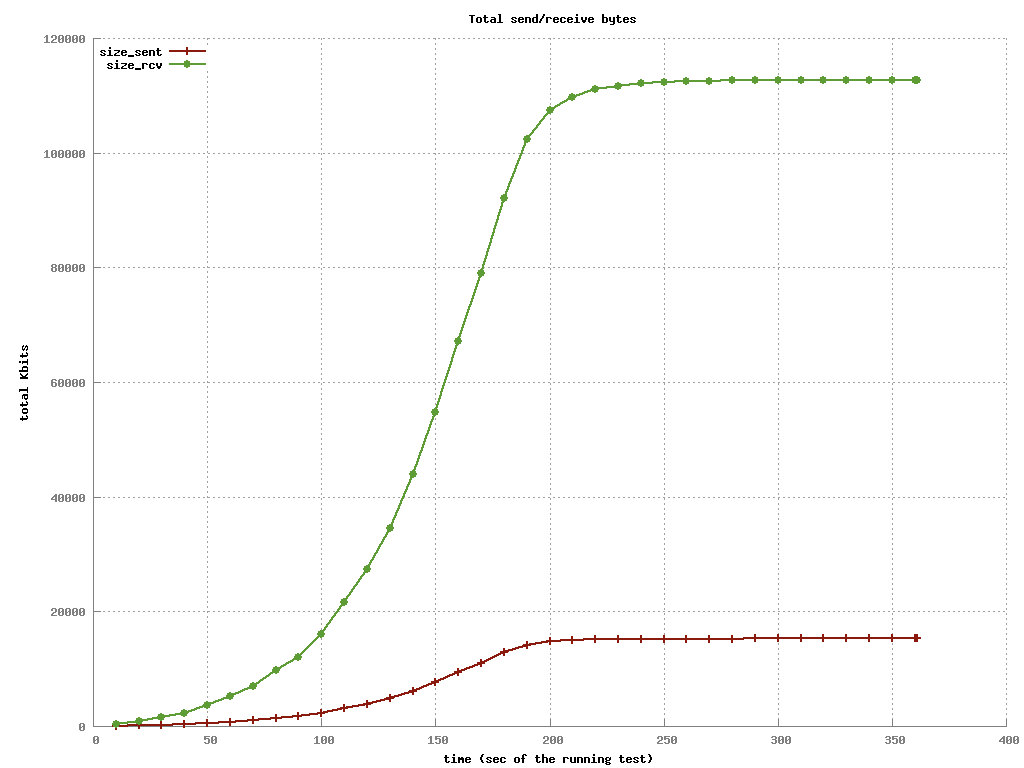 Total send/receive bytes
120000
size_sent
size_rcv
100000
80000
60000
total Kbits
40000
20000
0
0 50 100 150 200 250 300 350 400
time (sec of the running test)